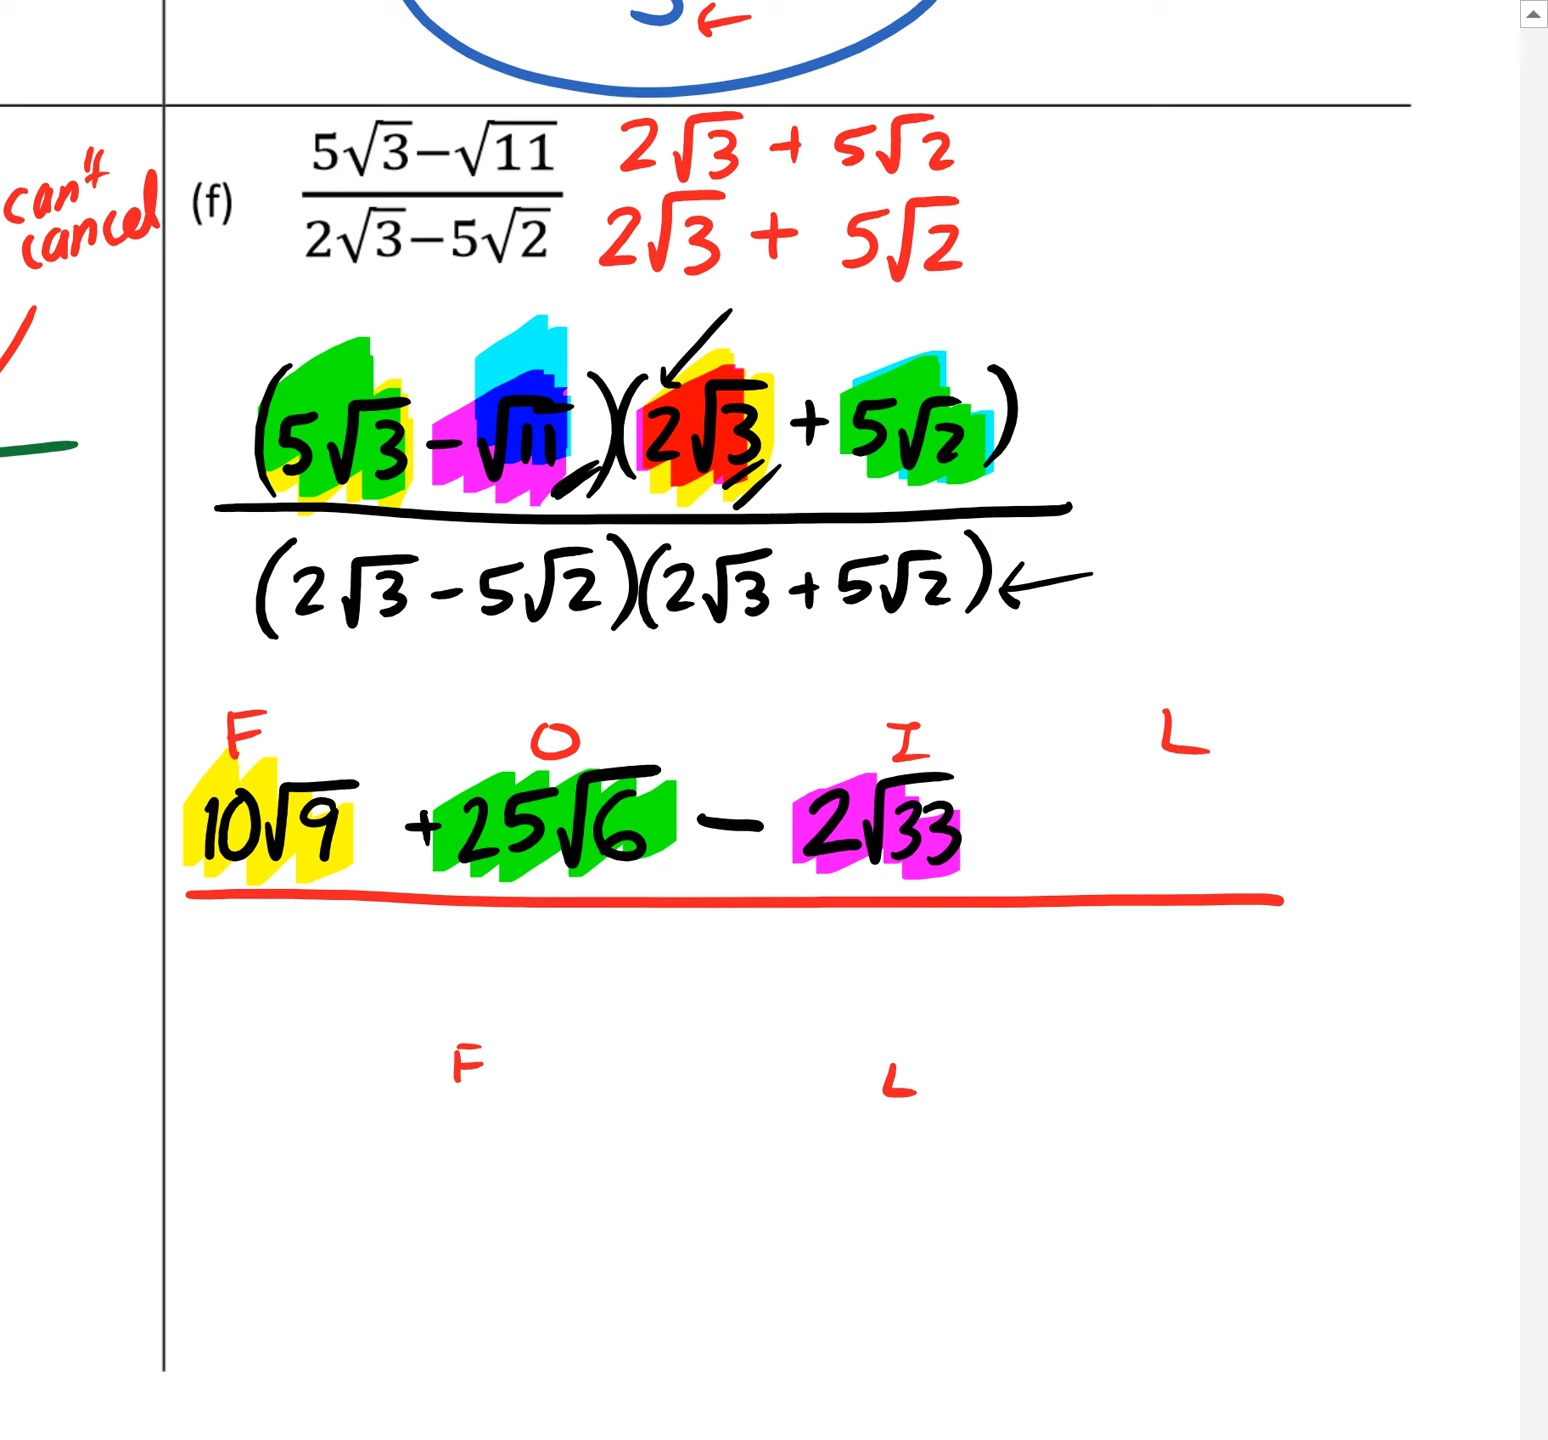 can't
cancel
(f) 5√3−√11 2√3 + 5√2
2√3−5√2 2√3 + 5√2
(5√3 - √11)(2√3 + 5√2)
(2√3 - 5√2)(2√3 + 5√2)
F O I L
10√9 + 25√6 − 2√33
F L